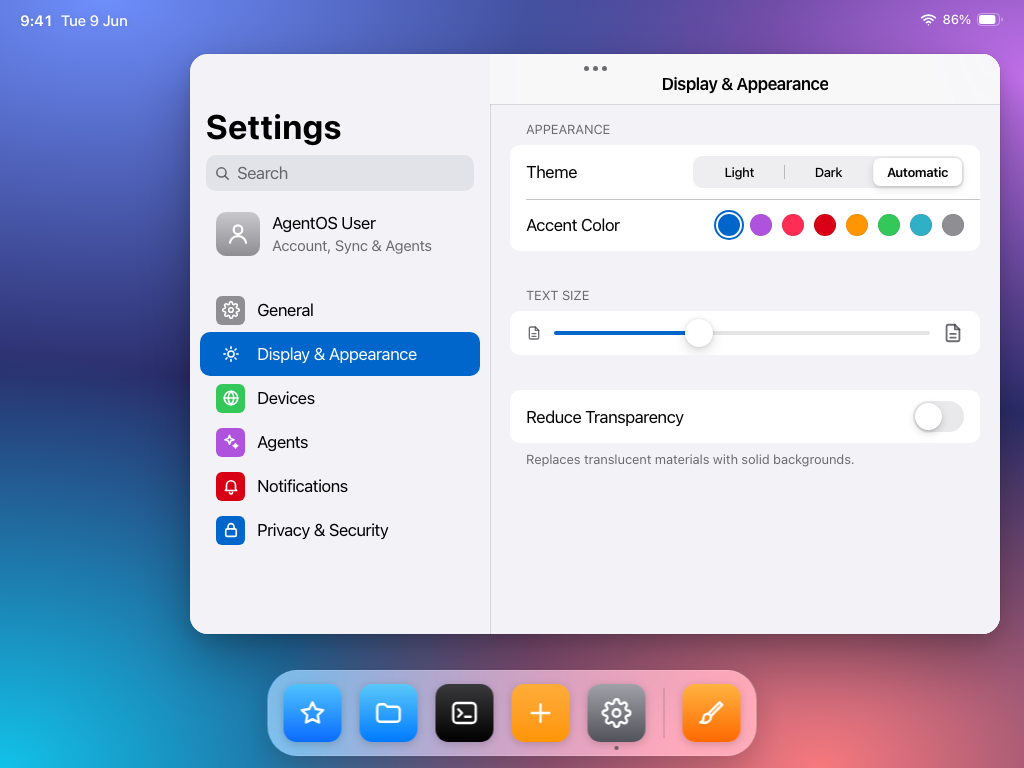 9:41 Tue 9 Jun
86%
Display & Appearance
Settings
Search
AgentOS User
Account, Sync & Agents
General
Display & Appearance
Devices
Agents
Notifications
Privacy & Security
APPEARANCE
Theme
Light
Dark
Automatic
Accent Color
TEXT SIZE
Reduce Transparency
Replaces translucent materials with solid backgrounds.